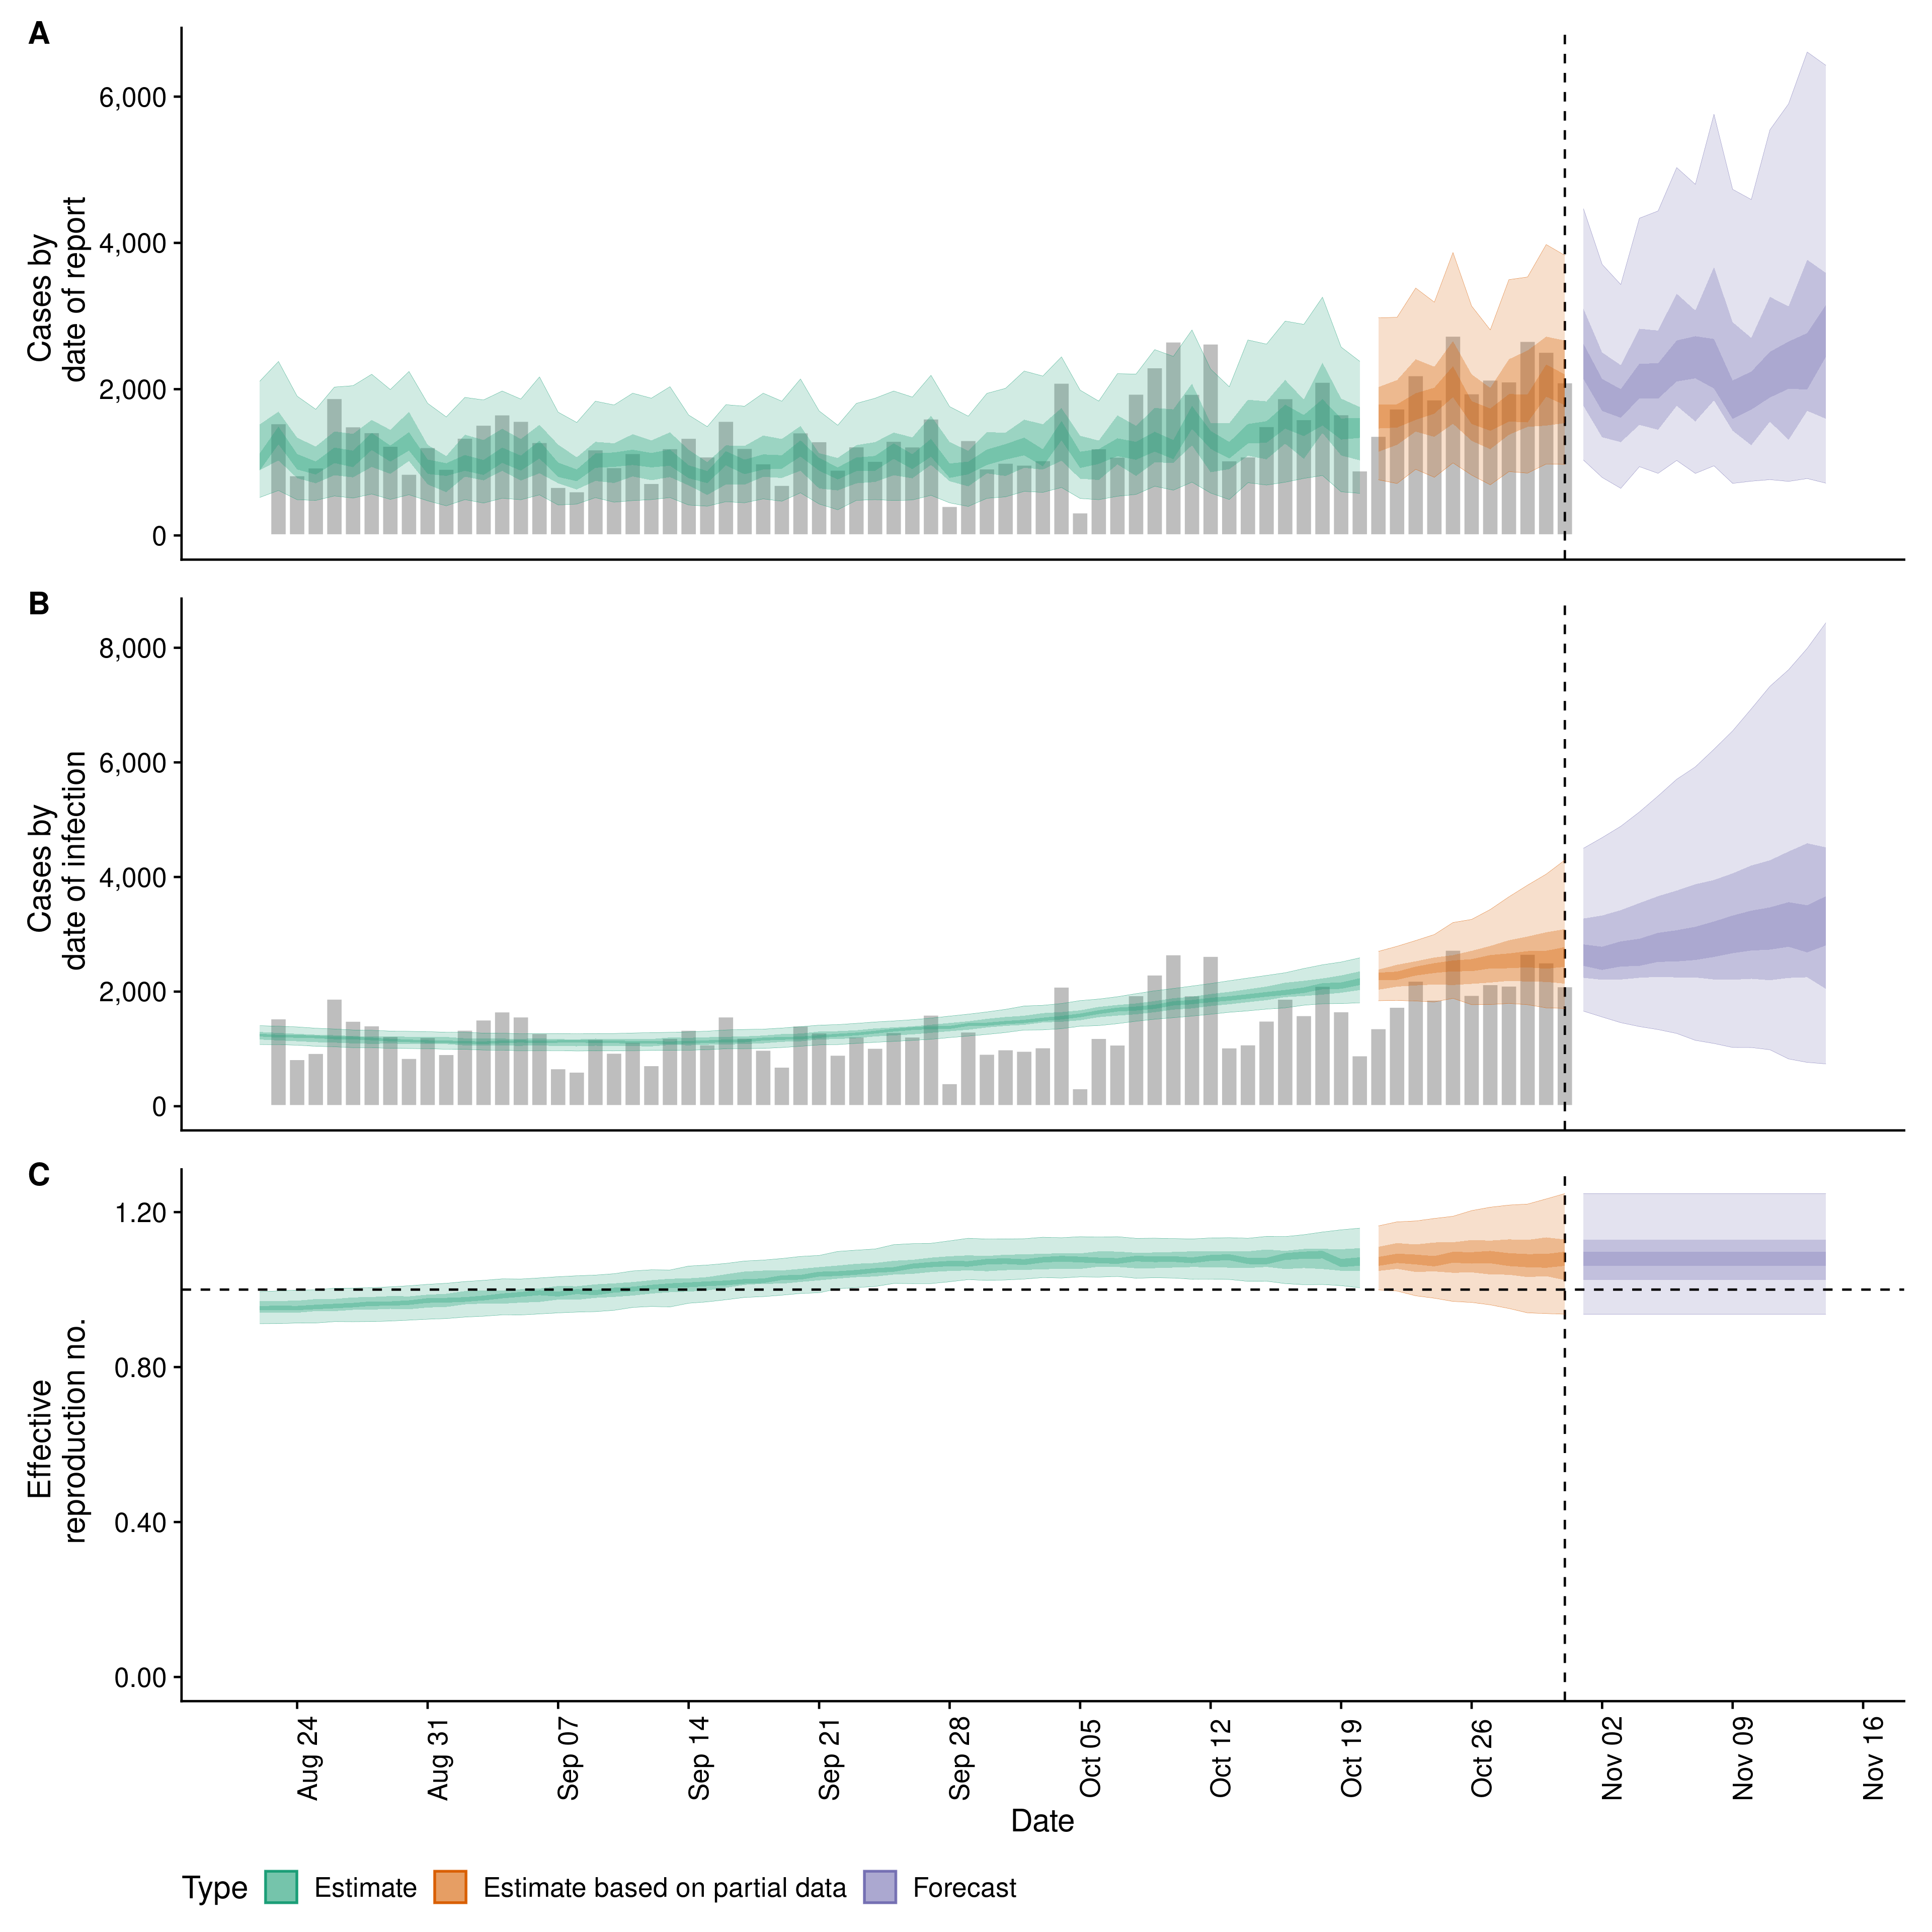 A
6,000
4,000
2,000
0
Cases by
date of report
B
8,000
6,000
4,000
2,000
0
Cases by
date of infection
C
1.20
0.80
0.40
0.00
Effective
reproduction no.
Aug 24
Aug 31
Sep 07
Sep 14
Sep 21
Sep 28
Oct 05
Oct 12
Oct 19
Oct 26
Nov 02
Nov 09
Nov 16
Date
Type Estimate Estimate based on partial data Forecast